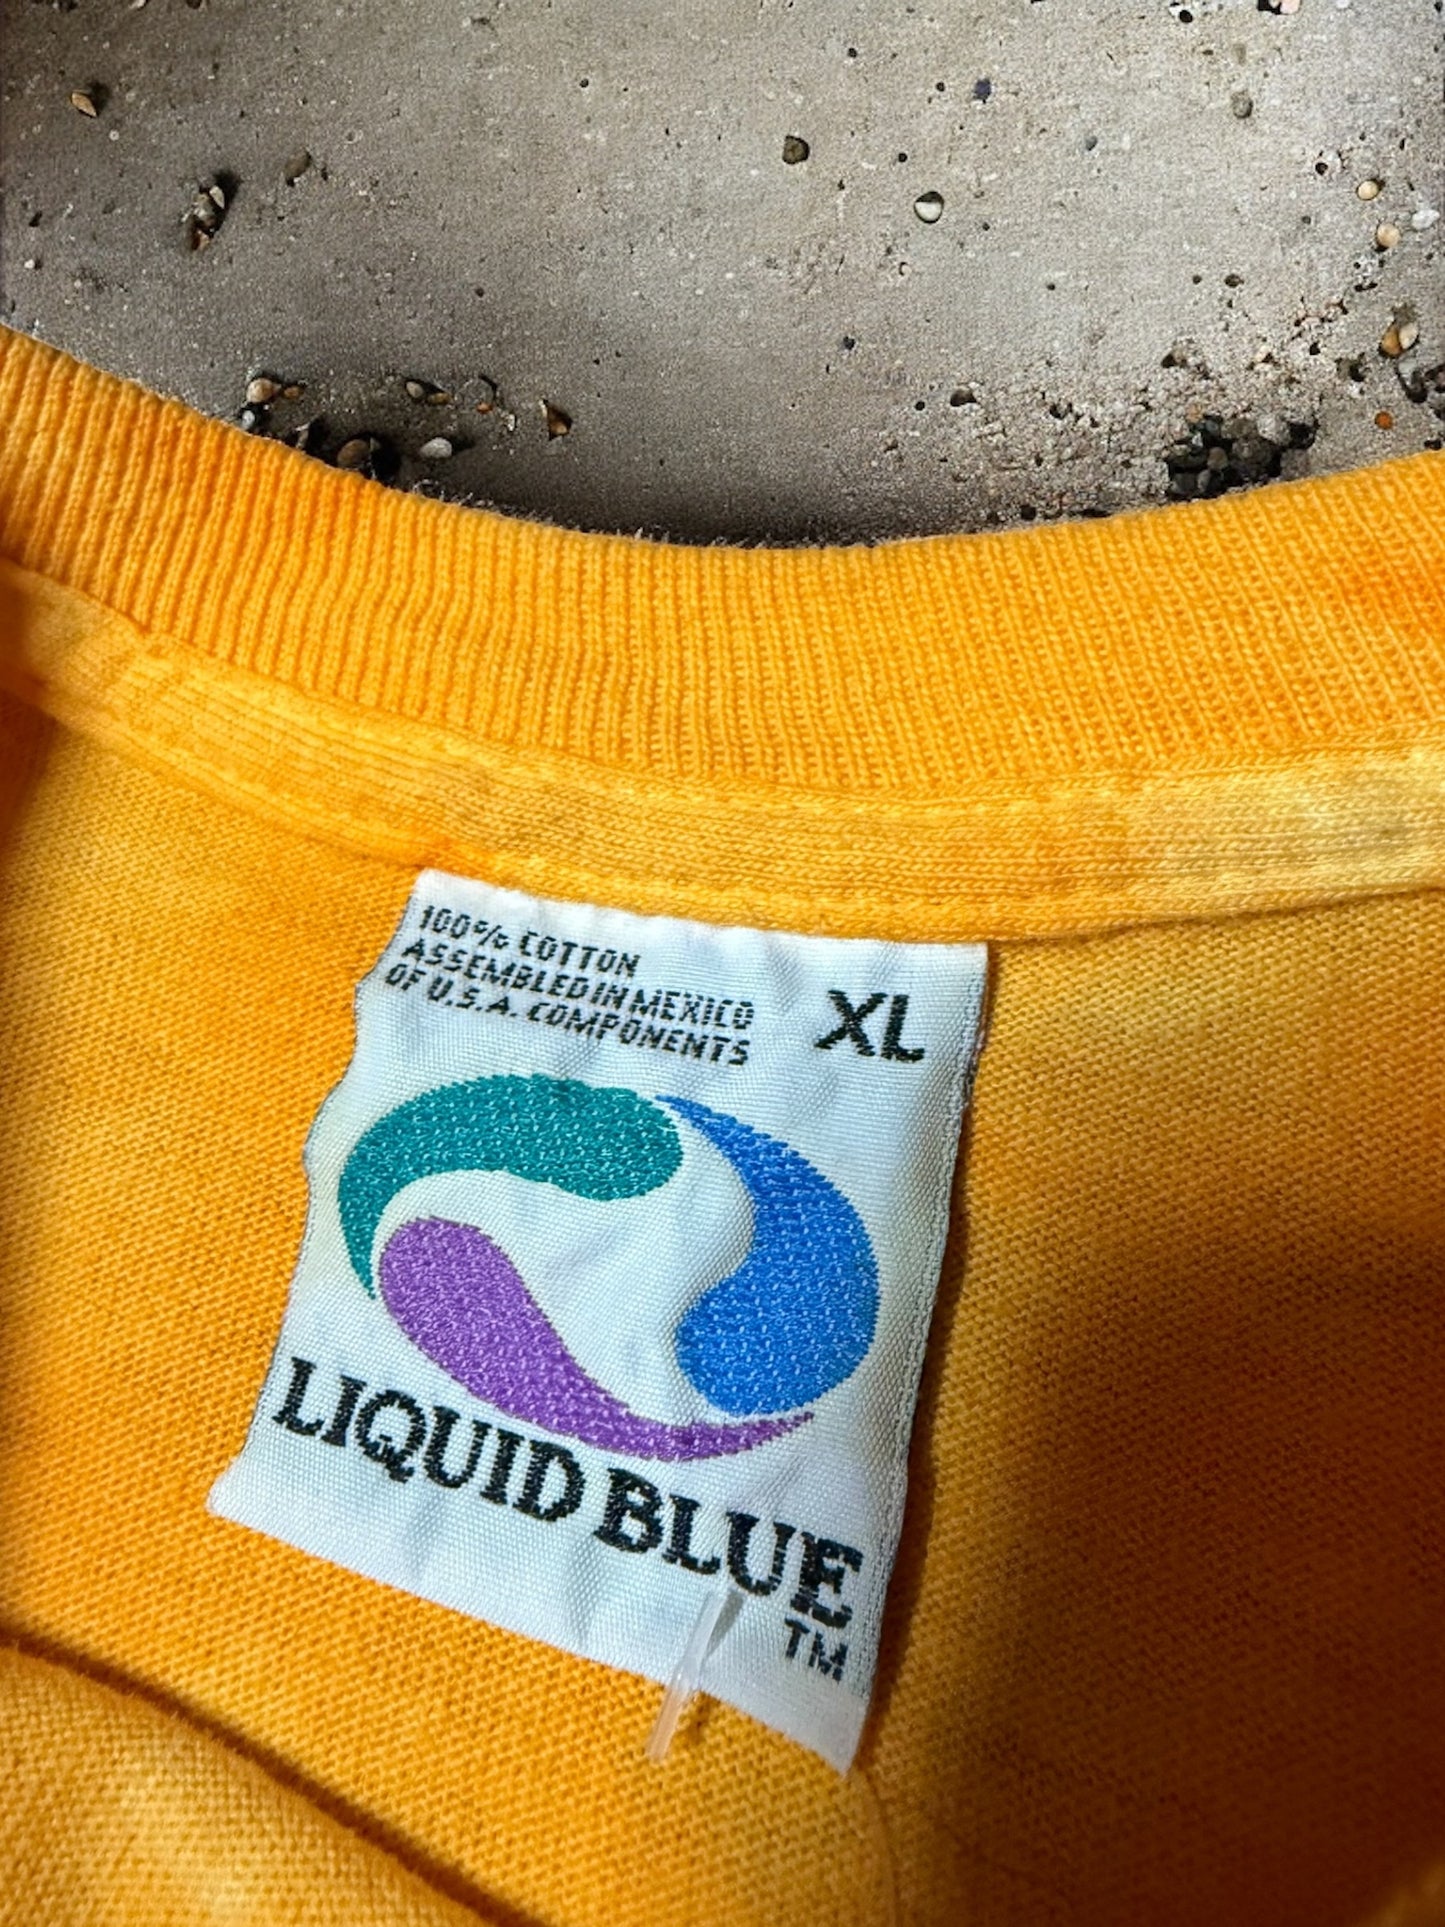 100% COTTON
ASSEMBLED IN MEXICO
OF U.S.A. COMPONENTS
XL
LIQUID BLUE
TM